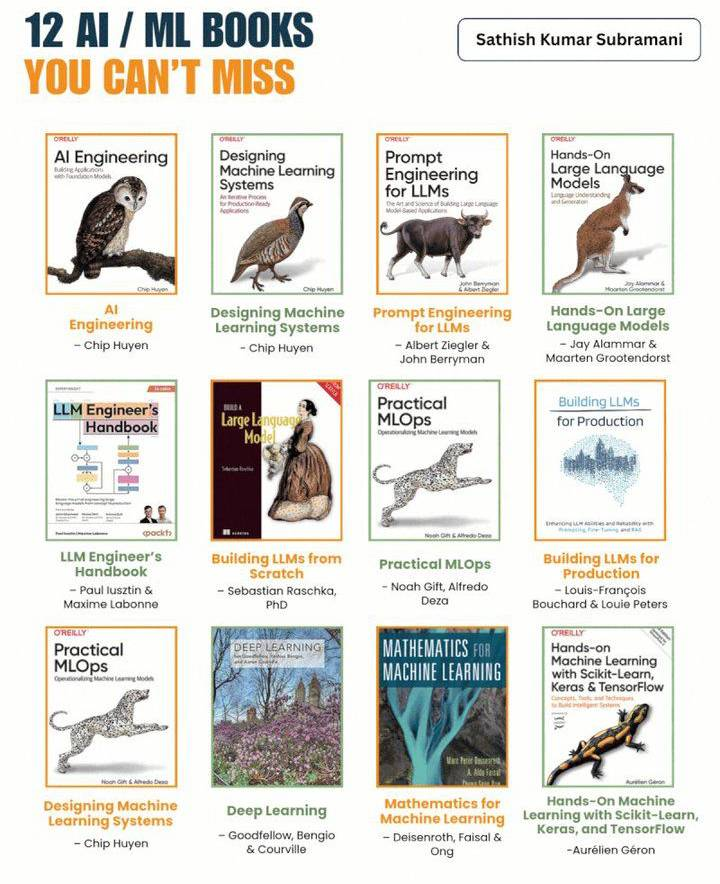 12 AI / ML BOOKS
YOU CAN'T MISS
Sathish Kumar Subramani
O'REILLY
AI Engineering
Building Applications
with Foundation Models
Chip Huyen
AI
Engineering
– Chip Huyen
O'REILLY
Designing
Machine Learning
Systems
An Iterative Process
for Production-Ready
Applications
Chip Huyen
Designing Machine
Learning Systems
- Chip Huyen
O'REILLY
Prompt
Engineering
for LLMs
The Art and Science of Building Large Language
Model-Based Applications
John Berryman
& Albert Ziegler
Prompt Engineering
for LLMs
– Albert Ziegler &
John Berryman
O'REILLY
Hands-On
Large Language
Models
Language Understanding
and Generation
Jay Alammar &
Maarten Grootendorst
Hands-On Large
Language Models
– Jay Alammar &
Maarten Grootendorst
LLM Engineer's
Handbook
Paul Iusztin | Maxime Labonne
<packt>
LLM Engineer's
Handbook
– Paul Iusztin &
Maxime Labonne
BUILD A
Large Language
Model
Sebastian Raschka
MANNING
Building LLMs from
Scratch
– Sebastian Raschka,
PhD
O'REILLY
Practical
MLOps
Operationalizing Machine Learning Models
Noah Gift & Alfredo Deza
Practical MLOps
- Noah Gift, Alfredo
Deza
Building LLMs
for Production
Enhancing LLM Abilities and Reliability with
Prompting, Fine-Tuning, and RAG
Building LLMs for
Production
– Louis-François
Bouchard & Louie Peters
O'REILLY
Practical
MLOps
Operationalizing Machine Learning Models
Noah Gift & Alfredo Deza
Designing Machine
Learning Systems
– Chip Huyen
DEEP LEARNING
Ian Goodfellow, Yoshua Bengio,
and Aaron Courville
Deep Learning
– Goodfellow, Bengio
& Courville
MATHEMATICS FOR
MACHINE LEARNING
Marc Peter Deisenroth
A. Aldo Faisal
Cheng Soon Ong
Mathematics for
Machine Learning
– Deisenroth, Faisal &
Ong
O'REILLY
Hands-on
Machine Learning
with Scikit-Learn,
Keras & TensorFlow
Concepts, Tools, and Techniques
to Build Intelligent Systems
Aurélien Géron
Hands-On Machine
Learning with Scikit-Learn,
Keras, and TensorFlow
-Aurélien Géron